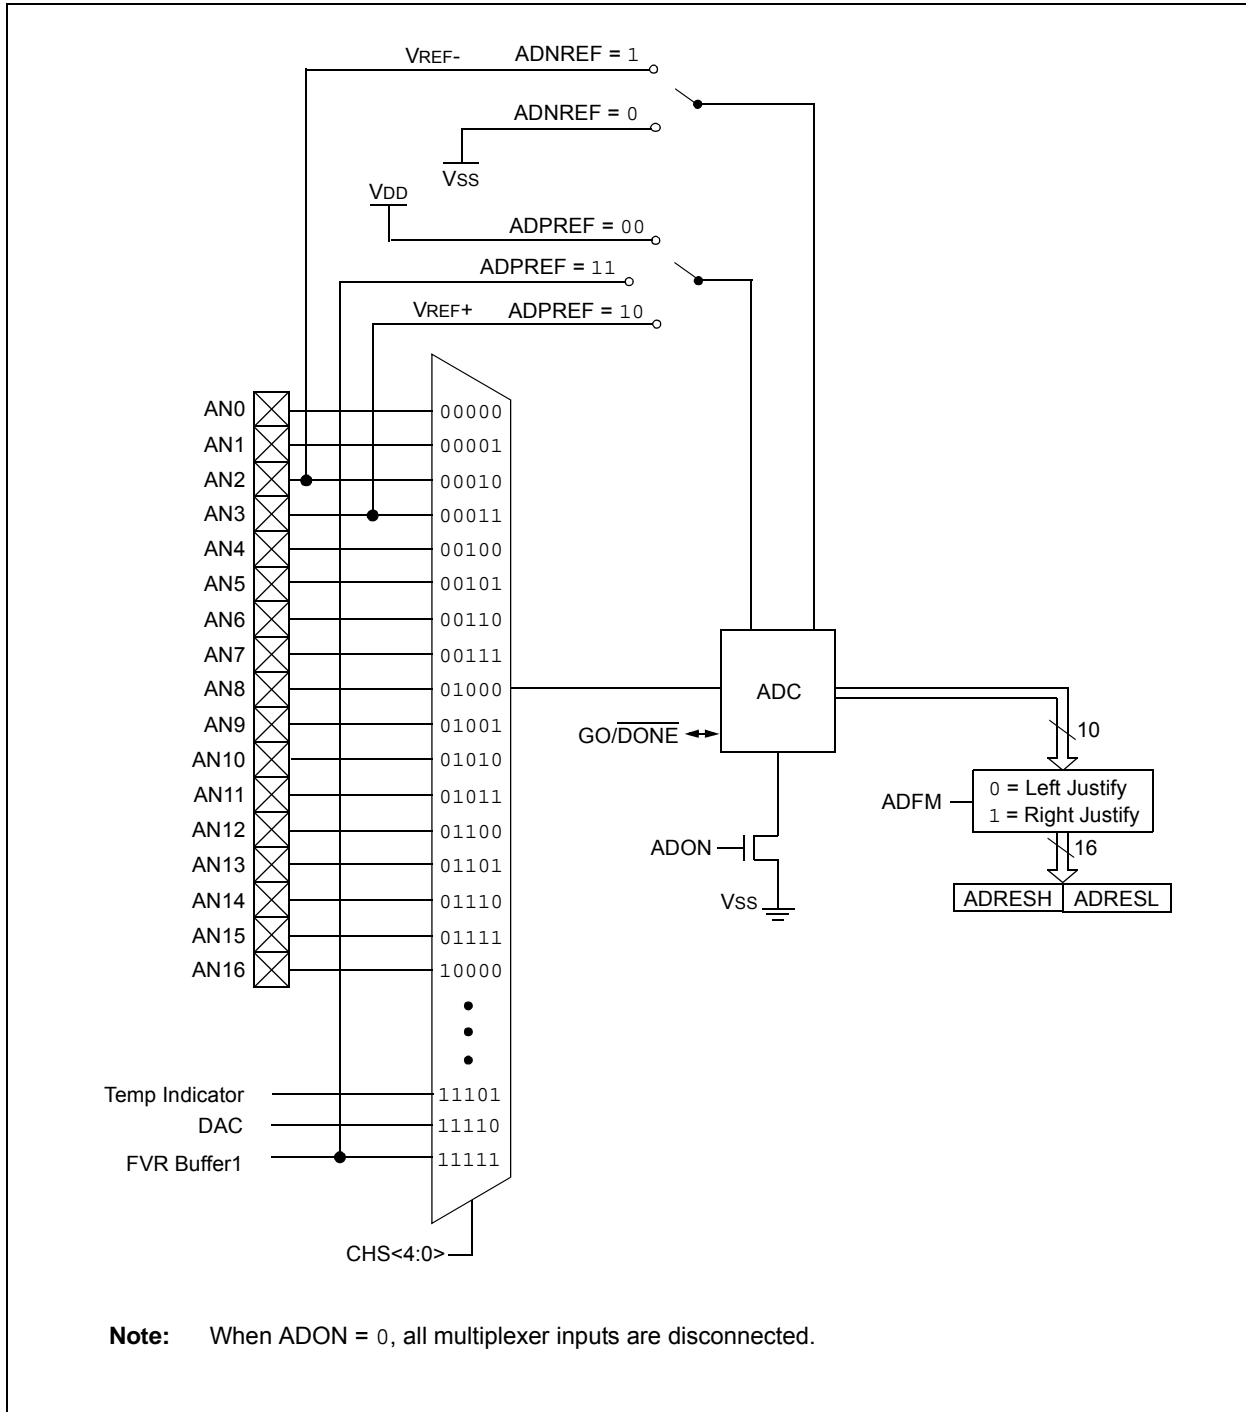 VREF- ADNREF = 1
ADNREF = 0
VSS
VDD
ADPREF = 00
ADPREF = 11
VREF+ ADPREF = 10
AN0 00000
AN1 00001
AN2 00010
AN3 00011
AN4 00100
AN5 00101
AN6 00110
AN7 00111
AN8 01000
ADC
AN9 01001
GO/DONE
10
AN10 01010
AN11 01011
ADFM
0 = Left Justify
1 = Right Justify
AN12 01100
ADON
16
AN13 01101
AN14 01110
VSS
ADRESH ADRESL
AN15 01111
AN16 10000
Temp Indicator 11101
DAC 11110
FVR Buffer1 11111
CHS<4:0>
Note: When ADON = 0, all multiplexer inputs are disconnected.